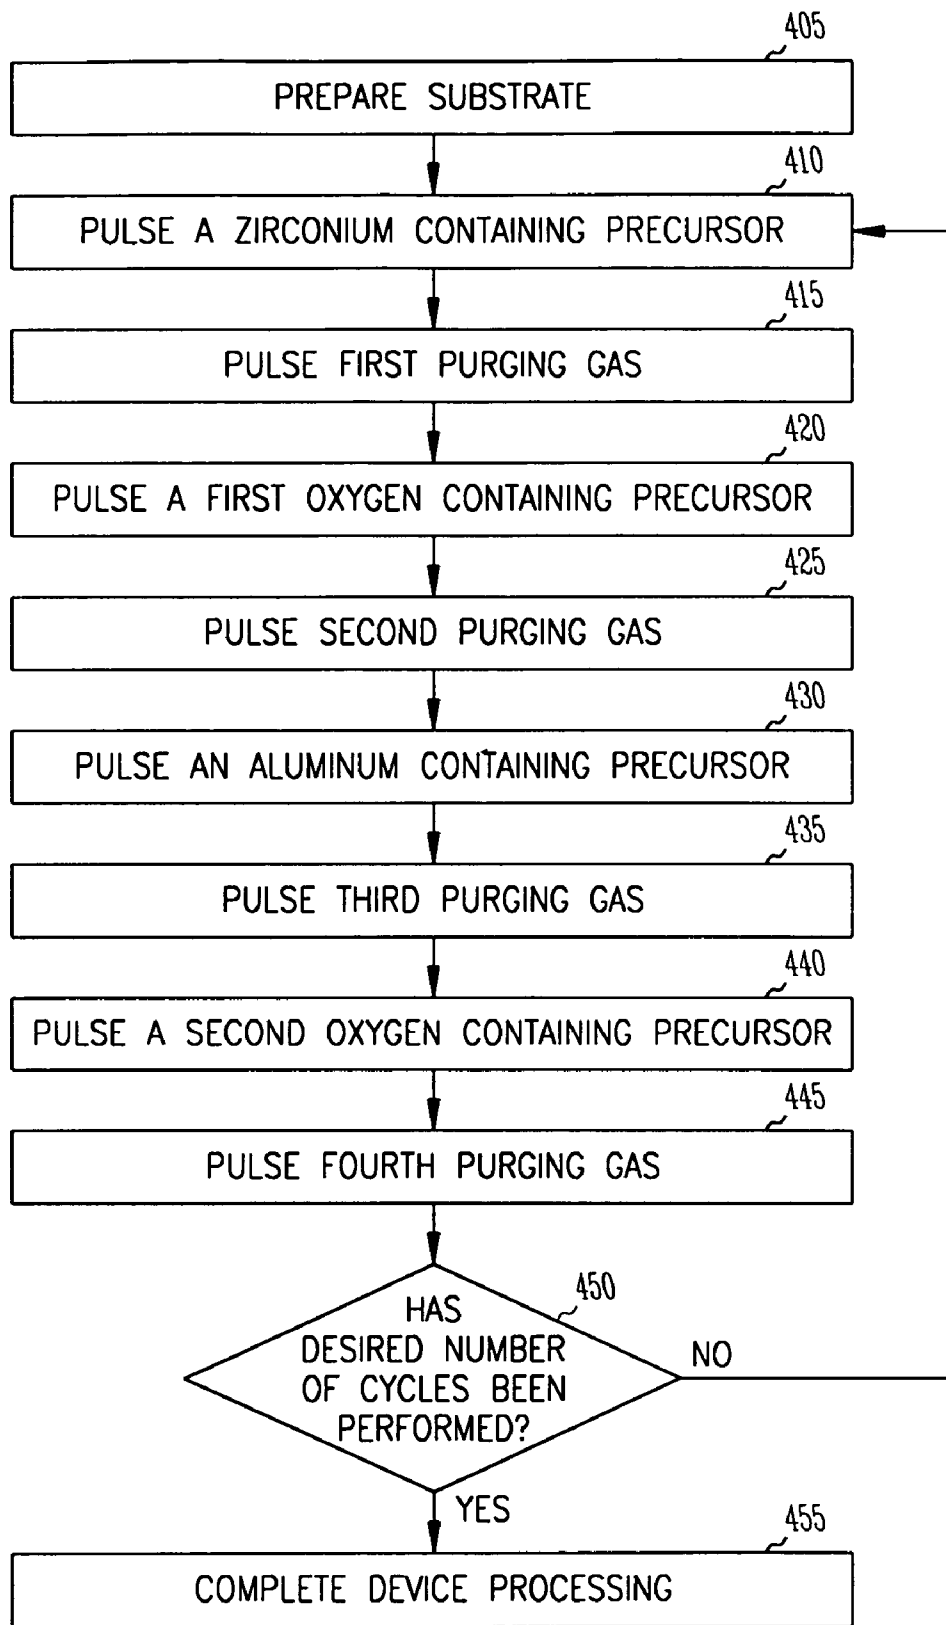 405
PREPARE SUBSTRATE
410
PULSE A ZIRCONIUM CONTAINING PRECURSOR
415
PULSE FIRST PURGING GAS
420
PULSE A FIRST OXYGEN CONTAINING PRECURSOR
425
PULSE SECOND PURGING GAS
430
PULSE AN ALUMINUM CONTAINING PRECURSOR
435
PULSE THIRD PURGING GAS
440
PULSE A SECOND OXYGEN CONTAINING PRECURSOR
445
PULSE FOURTH PURGING GAS
450
HAS
DESIRED NUMBER
OF CYCLES BEEN
PERFORMED?
NO
YES
455
COMPLETE DEVICE PROCESSING